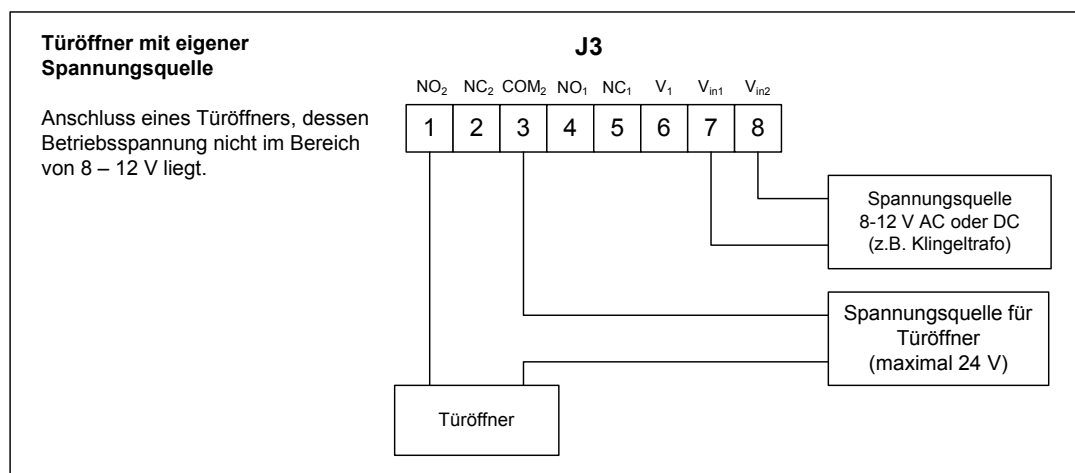 Türöffner mit eigener
Spannungsquelle
Anschluss eines Türöffners, dessen
Betriebsspannung nicht im Bereich
von 8 – 12 V liegt.
J3
NO₂ NC₂ COM₂ NO₁ NC₁ V₁ Vin1 Vin2
1 2 3 4 5 6 7 8
Spannungsquelle
8-12 V AC oder DC
(z.B. Klingeltrafo)
Spannungsquelle für
Türöffner
(maximal 24 V)
Türöffner